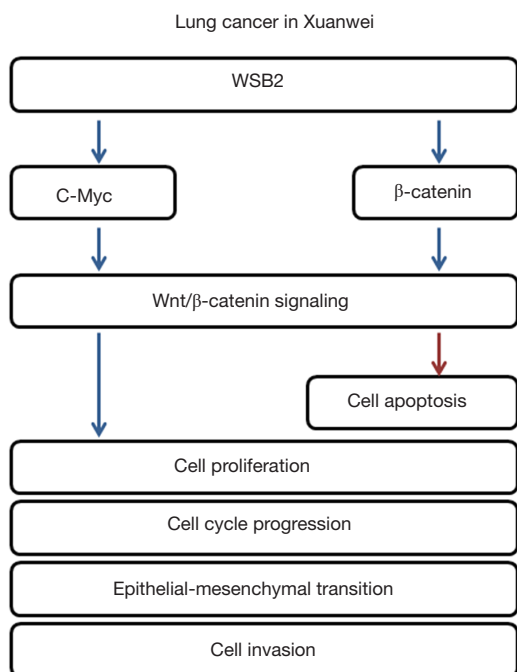 Lung cancer in Xuanwei
WSB2
C-Myc
β-catenin
Wnt/β-catenin signaling
Cell apoptosis
Cell proliferation
Cell cycle progression
Epithelial-mesenchymal transition
Cell invasion